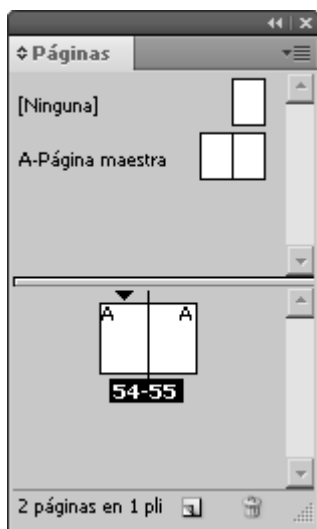 Páginas
[Ninguna]
A-Página maestra
A A
54-55
2 páginas en 1 pli